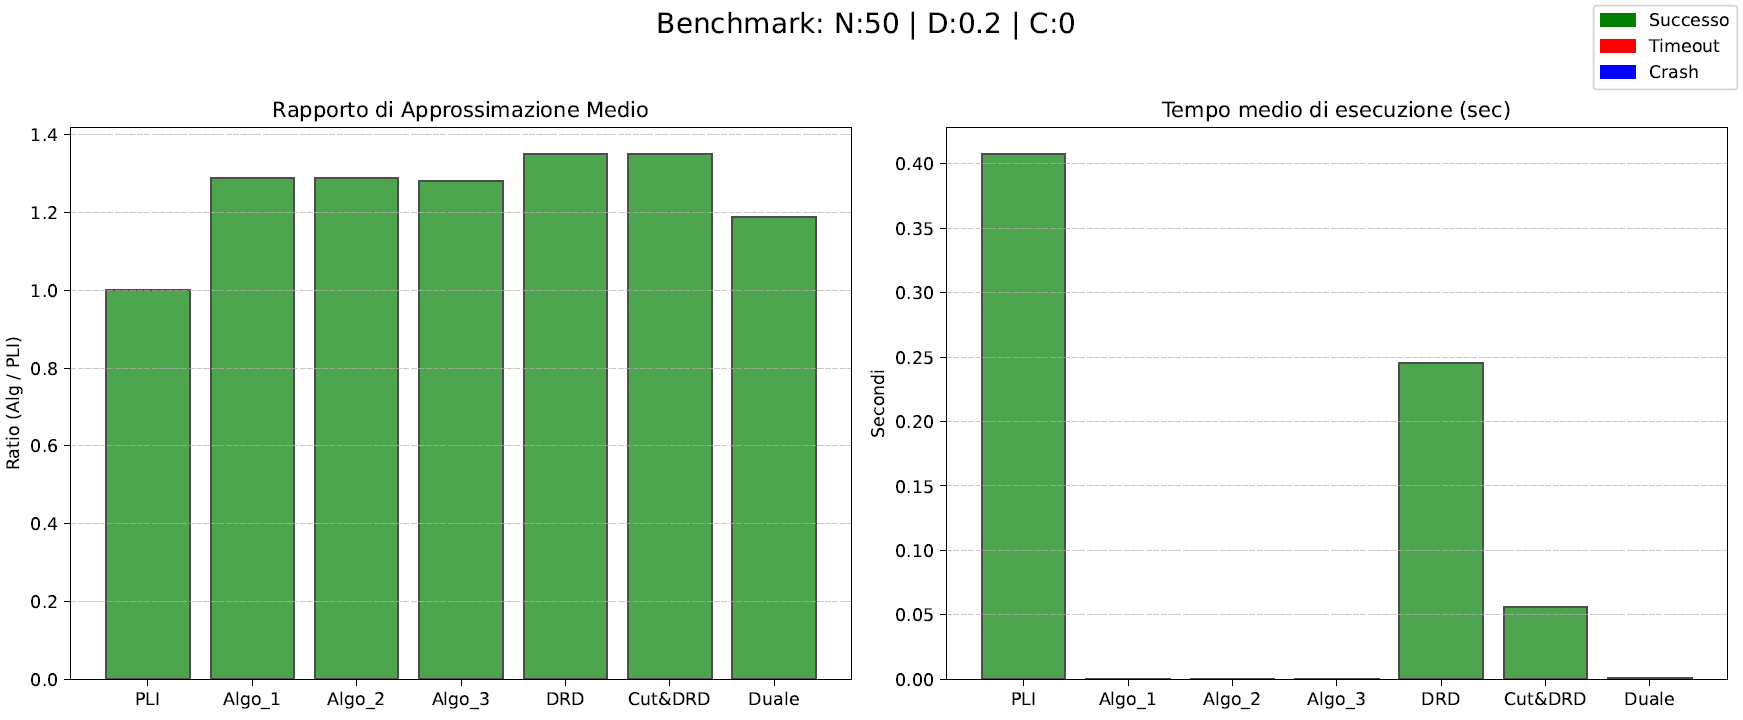 Benchmark: N:50 | D:0.2 | C:0
Successo
Timeout
Crash
Rapporto di Approssimazione Medio
Ratio (Alg / PLI)
1.4
1.2
1.0
0.8
0.6
0.4
0.2
0.0
PLI Algo_1 Algo_2 Algo_3 DRD Cut&DRD Duale
Tempo medio di esecuzione (sec)
Secondi
0.40
0.35
0.30
0.25
0.20
0.15
0.10
0.05
0.00
PLI Algo_1 Algo_2 Algo_3 DRD Cut&DRD Duale